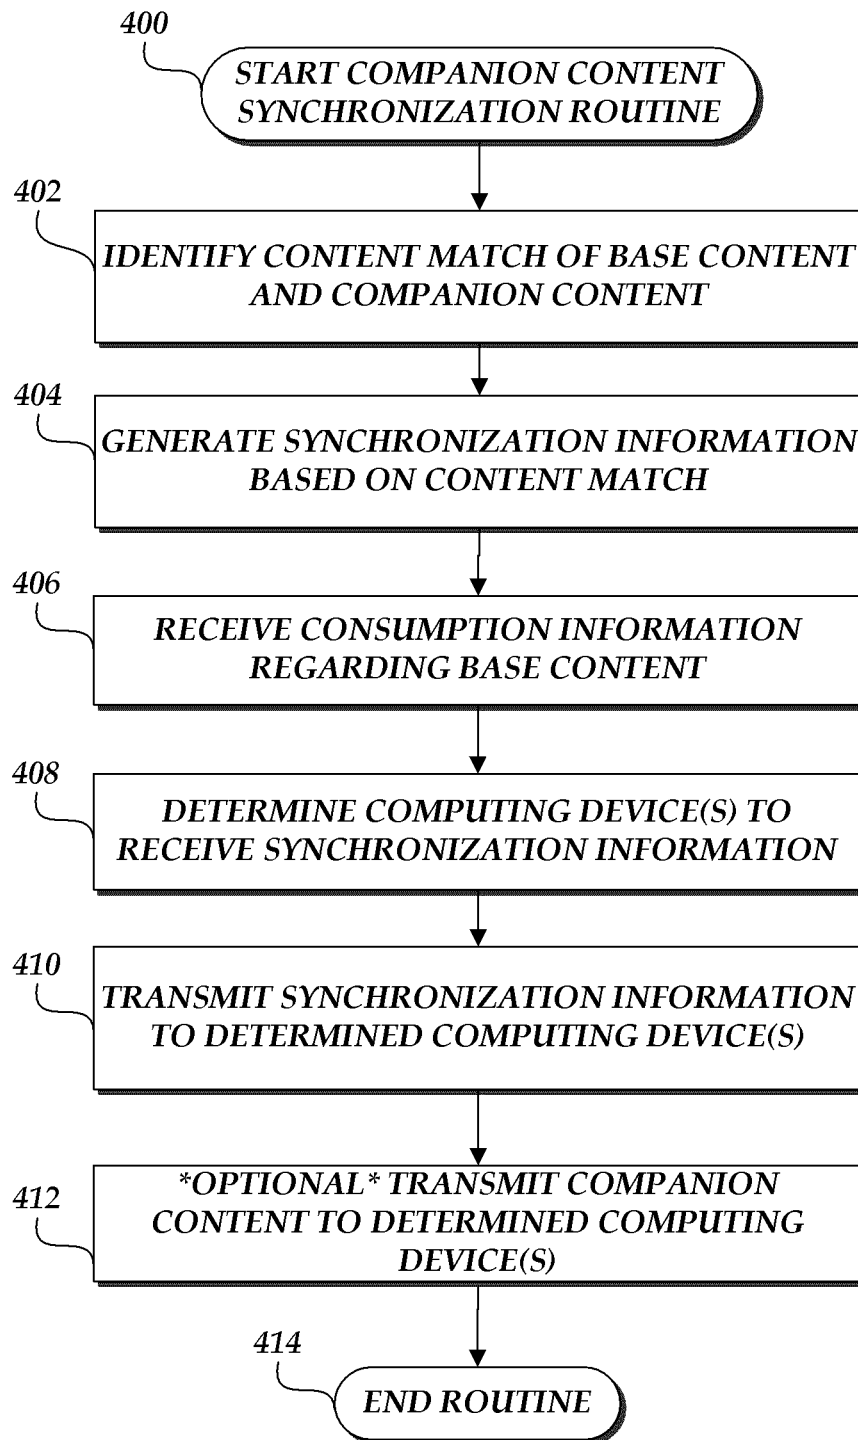 400
START COMPANION CONTENT
SYNCHRONIZATION ROUTINE
402
IDENTIFY CONTENT MATCH OF BASE CONTENT
AND COMPANION CONTENT
404
GENERATE SYNCHRONIZATION INFORMATION
BASED ON CONTENT MATCH
406
RECEIVE CONSUMPTION INFORMATION
REGARDING BASE CONTENT
408
DETERMINE COMPUTING DEVICE(S) TO
RECEIVE SYNCHRONIZATION INFORMATION
410
TRANSMIT SYNCHRONIZATION INFORMATION
TO DETERMINED COMPUTING DEVICE(S)
412
*OPTIONAL* TRANSMIT COMPANION
CONTENT TO DETERMINED COMPUTING
DEVICE(S)
414
END ROUTINE